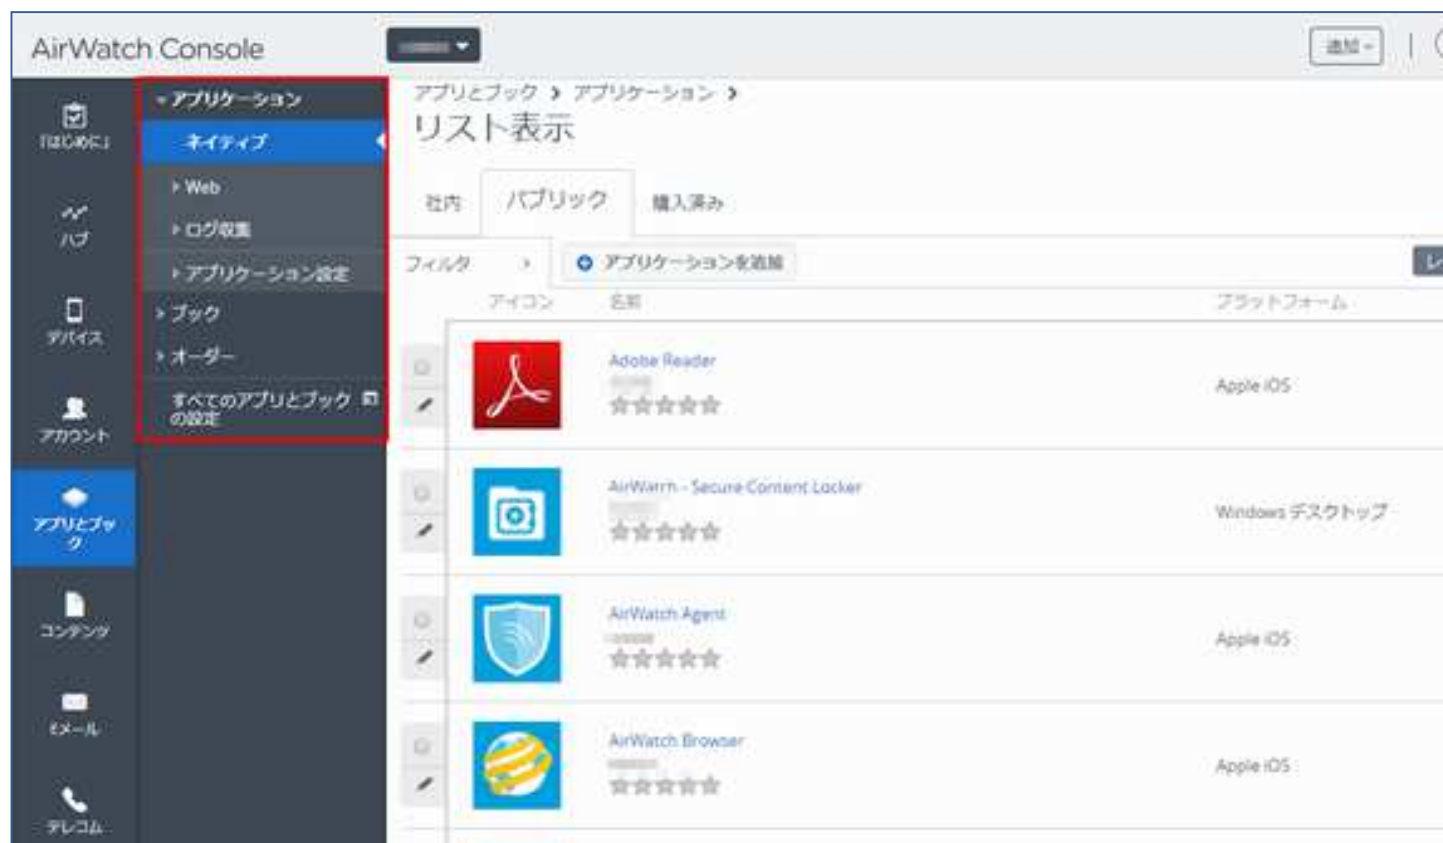 AirWatch Console
追加
「はじめに」
ハブ
デバイス
アカウント
アプリとブッ
ク
コンテンツ
Eメール
テレコム
アプリケーション
ネイティブ
Web
ログ収集
アプリケーション設定
ブック
オーダー
すべてのアプリとブック
の設定
アプリとブック › アプリケーション ›
リスト表示
社内 パブリック 購入済み
フィルタ › アプリケーションを追加
アイコン 名前 プラットフォーム
Adobe Reader
Apple iOS
AirWatch - Secure Content Locker
Windows デスクトップ
AirWatch Agent
Apple iOS
AirWatch Browser
Apple iOS